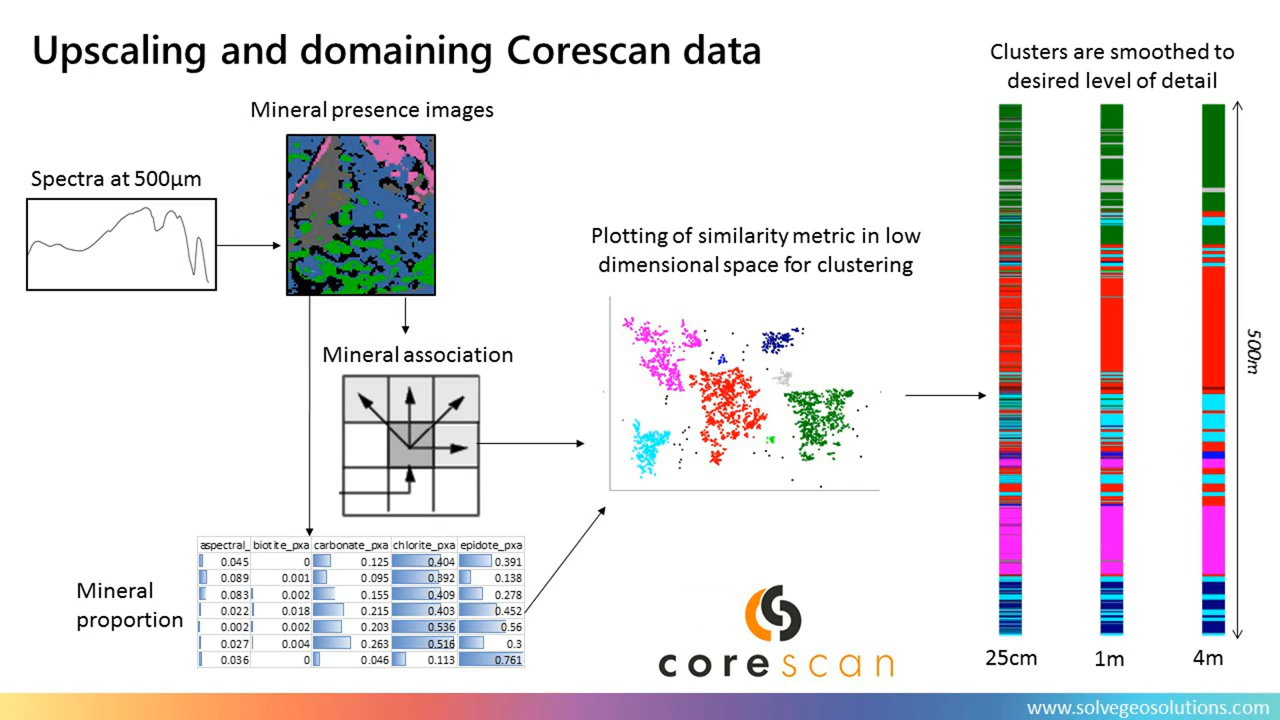 Upscaling and domaining Corescan data
Clusters are smoothed to
desired level of detail
Mineral presence images
Spectra at 500µm
Plotting of similarity metric in low
dimensional space for clustering
Mineral association
500m
aspectral_ biotite_pxa carbonate_pxa chlorite_pxa epidote_pxa
0.045 0 0.125 0.404 0.391
0.089 0.001 0.095 0.392 0.138
0.083 0.002 0.155 0.409 0.278
0.022 0.018 0.215 0.403 0.452
0.002 0.002 0.203 0.536 0.56
0.027 0.004 0.263 0.516 0.3
0.036 0 0.046 0.113 0.761
Mineral
proportion
corescan
25cm 1m 4m
www.solvegeosolutions.com